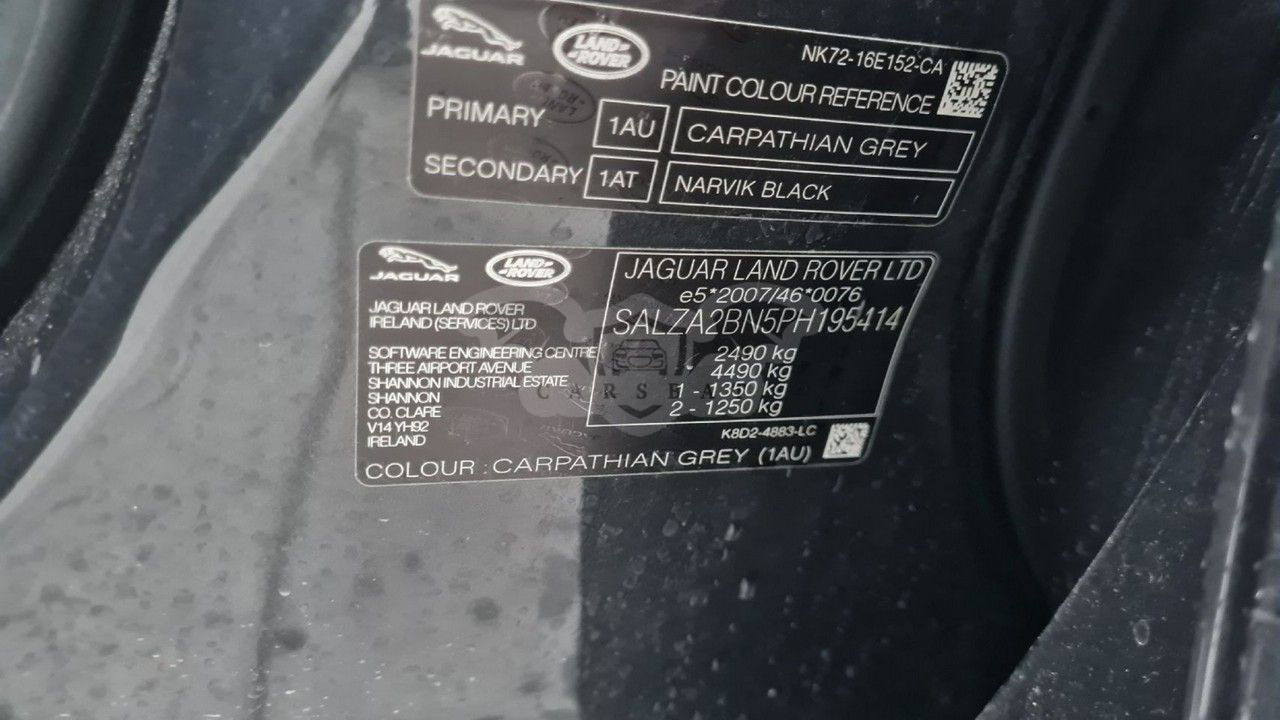 JAGUAR
LAND-
-ROVER
NK72-16E152-CA
PAINT COLOUR REFERENCE
PRIMARY 1AU CARPATHIAN GREY
SECONDARY 1AT NARVIK BLACK
JAGUAR
LAND-
-ROVER
JAGUAR LAND ROVER
IRELAND (SERVICES) LTD
SOFTWARE ENGINEERING CENTRE
THREE AIRPORT AVENUE
SHANNON INDUSTRIAL ESTATE
SHANNON
CO. CLARE
V14 YH92
IRELAND
JAGUAR LAND ROVER LTD
e5*2007/46*0076
SALZA2BN5PH195414
2490 kg
4490 kg
1 - 1350 kg
2 - 1250 kg
K8D2-4883-LC
COLOUR : CARPATHIAN GREY (1AU)